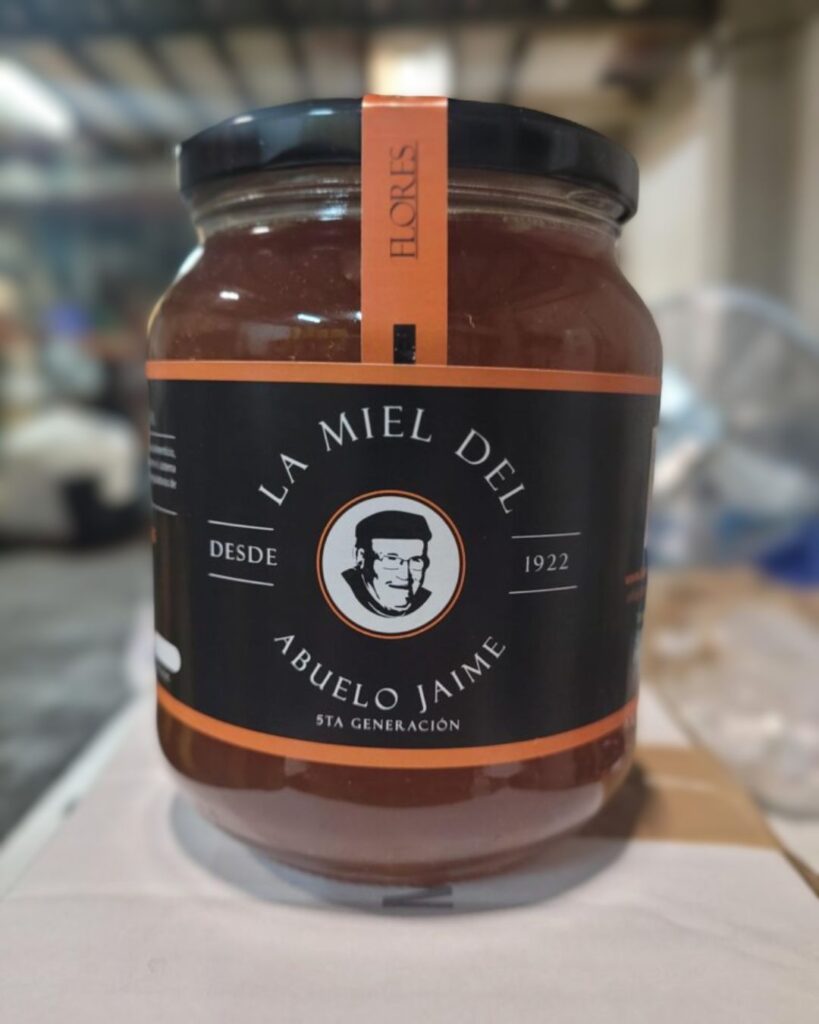 FLORES
LA MIEL DEL
DESDE
1922
ABUELO JAIME
5TA GENERACIÓN